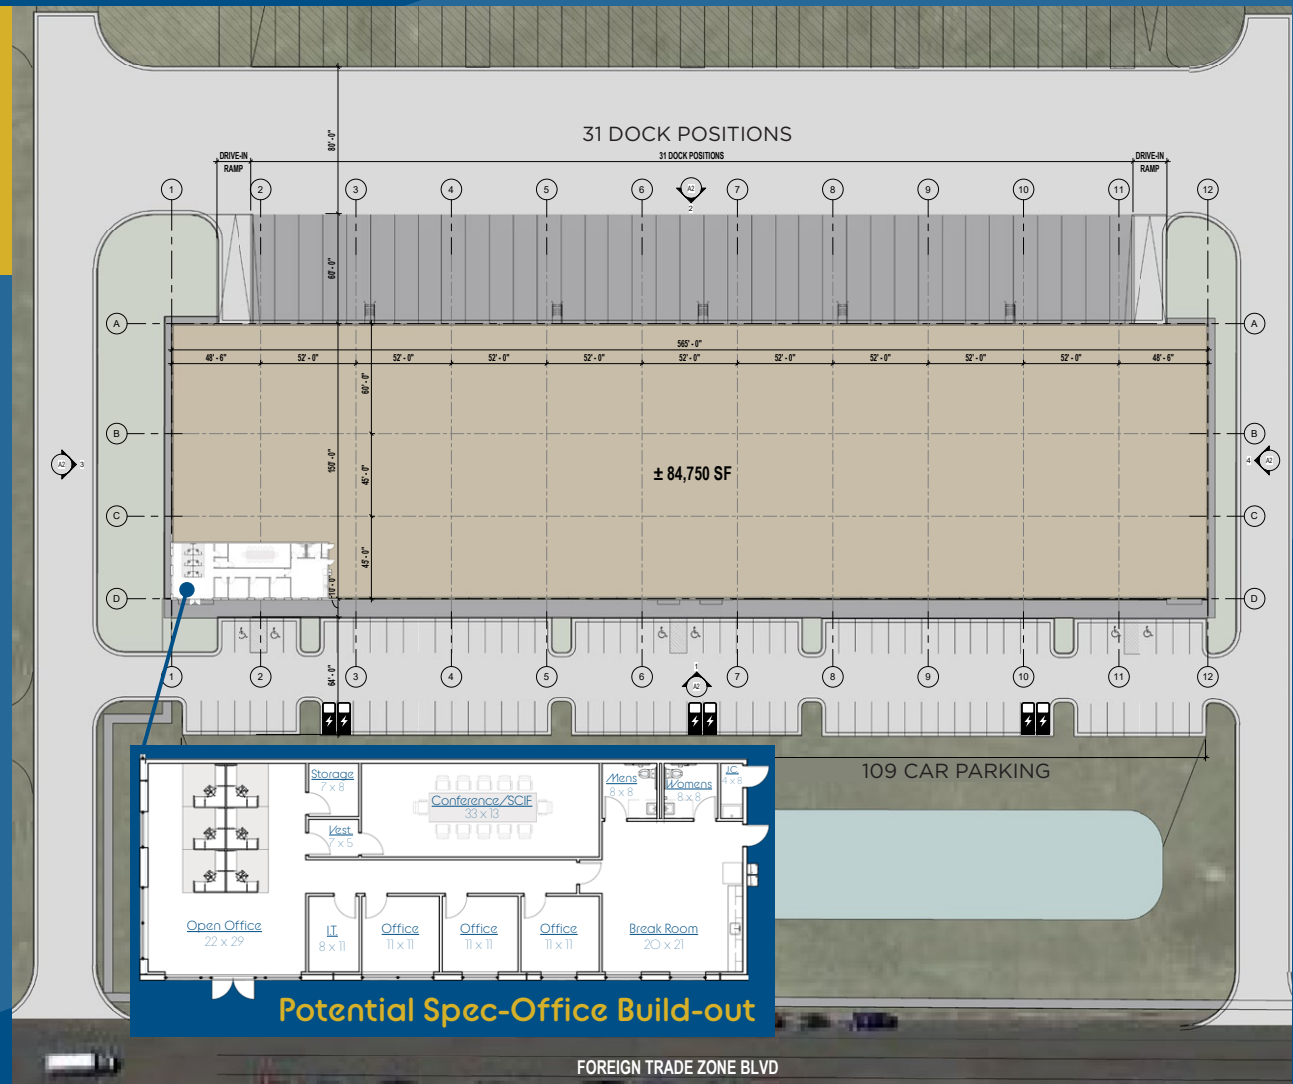 31 DOCK POSITIONS
80' - 0"
DRIVE-IN
RAMP
31 DOCK POSITIONS
DRIVE-IN
RAMP
1
2
3
4
5
6
A2
2
7
8
9
10
11
12
60' - 0"
A
A
565' - 0"
48' - 6"
52' - 0"
52' - 0"
52' - 0"
52' - 0"
52' - 0"
52' - 0"
52' - 0"
52' - 0"
52' - 0"
48' - 6"
60' - 0"
B
B
A2
3
150' - 0"
45' - 0"
± 84,750 SF
4
A2
C
C
45' - 0"
10' - 0"
D
D
64' - 0"
1
2
3
4
5
6
1
A2
7
8
9
10
11
12
109 CAR PARKING
Storage
7 x 8
Conference/SCIF
33 x 13
Mens
8 x 8
Womens
8 x 8
J.C.
4 x 8
Vest.
7 x 5
Open Office
22 x 29
I.T.
8 x 11
Office
11 x 11
Office
11 x 11
Office
11 x 11
Break Room
20 x 21
Potential Spec-Office Build-out
FOREIGN TRADE ZONE BLVD